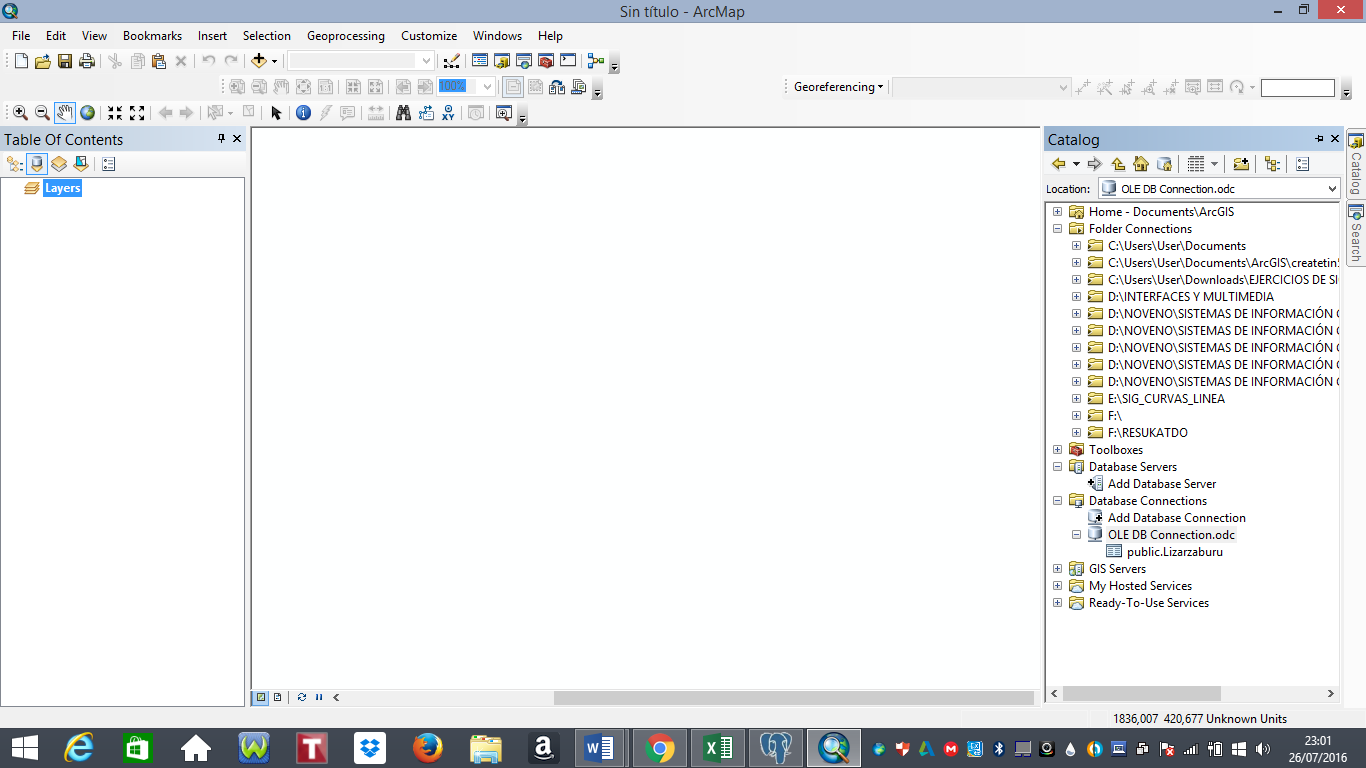 Sin título - ArcMap
File Edit View Bookmarks Insert Selection Geoprocessing Customize Windows Help
100%
Georeferencing
Table Of Contents
Layers
Catalog
Location: OLE DB Connection.odc
Home - Documents\ArcGIS
Folder Connections
C:\Users\User\Documents
C:\Users\User\Documents\ArcGIS\createtin
C:\Users\User\Downloads\EJERCICIOS DE SI
D:\INTERFACES Y MULTIMEDIA
D:\NOVENO\SISTEMAS DE INFORMACIÓN
D:\NOVENO\SISTEMAS DE INFORMACIÓN
D:\NOVENO\SISTEMAS DE INFORMACIÓN
D:\NOVENO\SISTEMAS DE INFORMACIÓN
D:\NOVENO\SISTEMAS DE INFORMACIÓN
E:\SIG_CURVAS_LINEA
F:\
F:\RESUKATDO
Toolboxes
Database Servers
Add Database Server
Database Connections
Add Database Connection
OLE DB Connection.odc
public.Lizarzaburu
GIS Servers
My Hosted Services
Ready-To-Use Services
Catalog
Search
1836,007 420,677 Unknown Units
23:01
26/07/2016